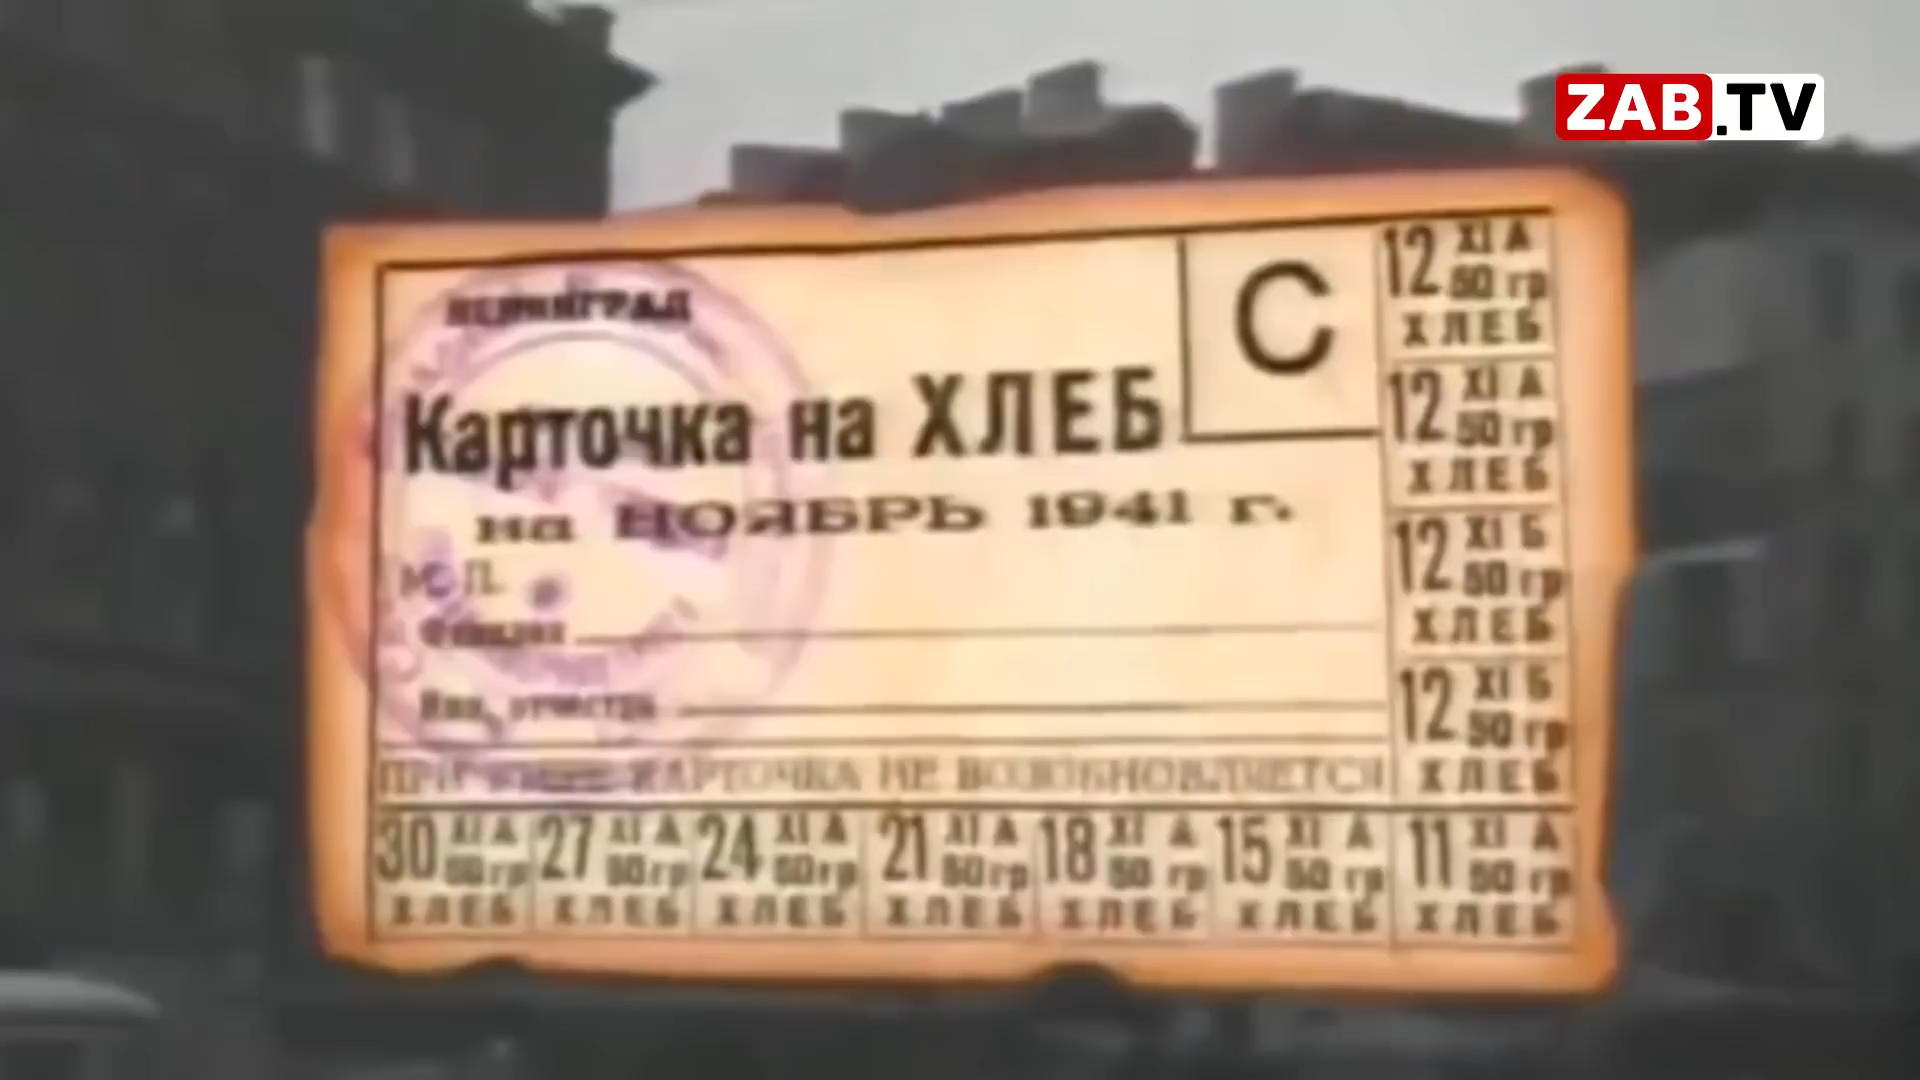 ZAB.TV
ЛЕНИНГРАД
С
Карточка на ХЛЕБ
на НОЯБРЬ 1941 г.
М. П.
Фамилия
Имя, отчество
КАРТОЧКА НЕ ВОЗОБНОВЛЯЕТСЯ
12 XI А
50 гр
ХЛЕБ
12 XI А
50 гр
ХЛЕБ
12 XI Б
50 гр
ХЛЕБ
12 XI Б
50 гр
ХЛЕБ
30 XI А
50 гр
ХЛЕБ
27 XI А
50 гр
ХЛЕБ
24 XI А
50 гр
ХЛЕБ
21 XI А
50 гр
ХЛЕБ
18 XI А
50 гр
ХЛЕБ
15 XI А
50 гр
ХЛЕБ
11 XI А
50 гр
ХЛЕБ